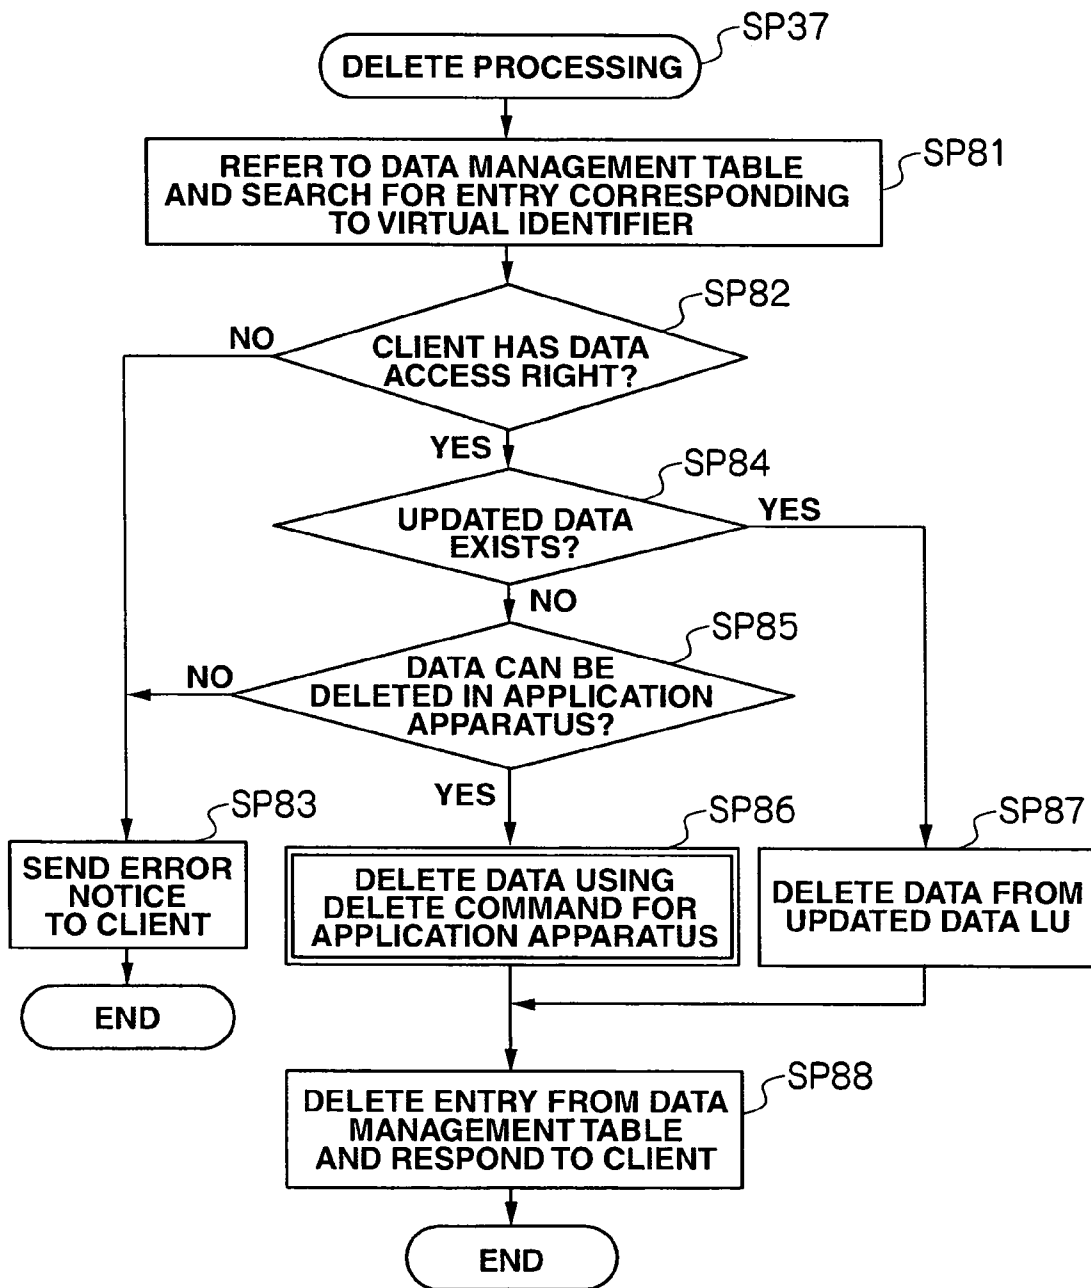 SP37
DELETE PROCESSING
SP81
REFER TO DATA MANAGEMENT TABLE
AND SEARCH FOR ENTRY CORRESPONDING
TO VIRTUAL IDENTIFIER
SP82
NO
CLIENT HAS DATA
ACCESS RIGHT?
YES
SP84
UPDATED DATA
EXISTS?
YES
NO
SP85
NO
DATA CAN BE
DELETED IN APPLICATION
APPARATUS?
YES
SP83
SEND ERROR
NOTICE
TO CLIENT
END
SP86
DELETE DATA USING
DELETE COMMAND FOR
APPLICATION APPARATUS
SP87
DELETE DATA FROM
UPDATED DATA LU
SP88
DELETE ENTRY FROM DATA
MANAGEMENT TABLE
AND RESPOND TO CLIENT
END